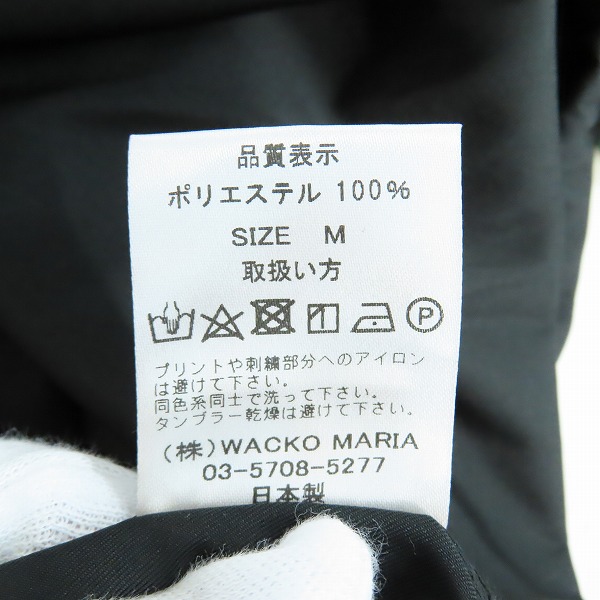 品質表示
ポリエステル 100%
SIZE M
取扱い方
P
プリントや刺繍部分へのアイロン
は避けて下さい。
同色系同士で洗って下さい。
タンブラー乾燥は避けて下さい。
(株) WACKO MARIA
03-5708-5277
日本製